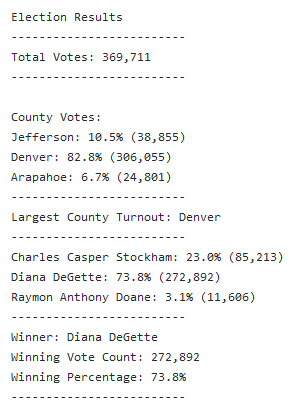 Election Results
-------------------------
Total Votes: 369,711
-------------------------
County Votes:
Jefferson: 10.5% (38,855)
Denver: 82.8% (306,055)
Arapahoe: 6.7% (24,801)
-------------------------
Largest County Turnout: Denver
-------------------------
Charles Casper Stockham: 23.0% (85,213)
Diana DeGette: 73.8% (272,892)
Raymon Anthony Doane: 3.1% (11,606)
-------------------------
Winner: Diana DeGette
Winning Vote Count: 272,892
Winning Percentage: 73.8%
-------------------------